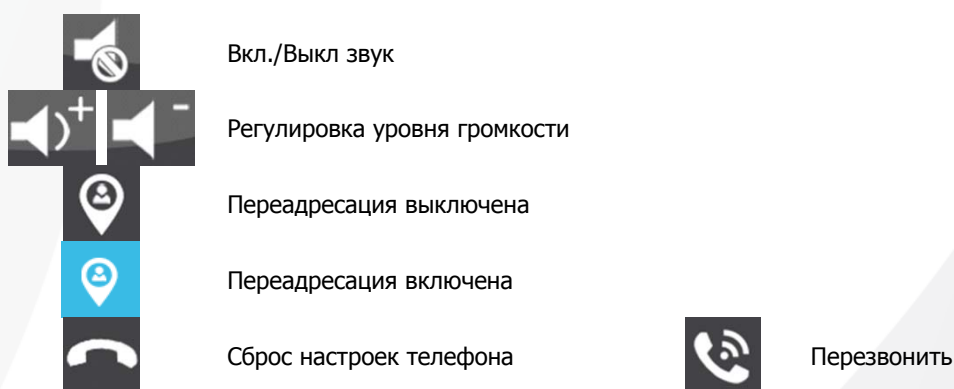 Вкл./Выкл звук
Регулировка уровня громкости
Переадресация выключена
Переадресация включена
Сброс настроек телефона
Перезвонить